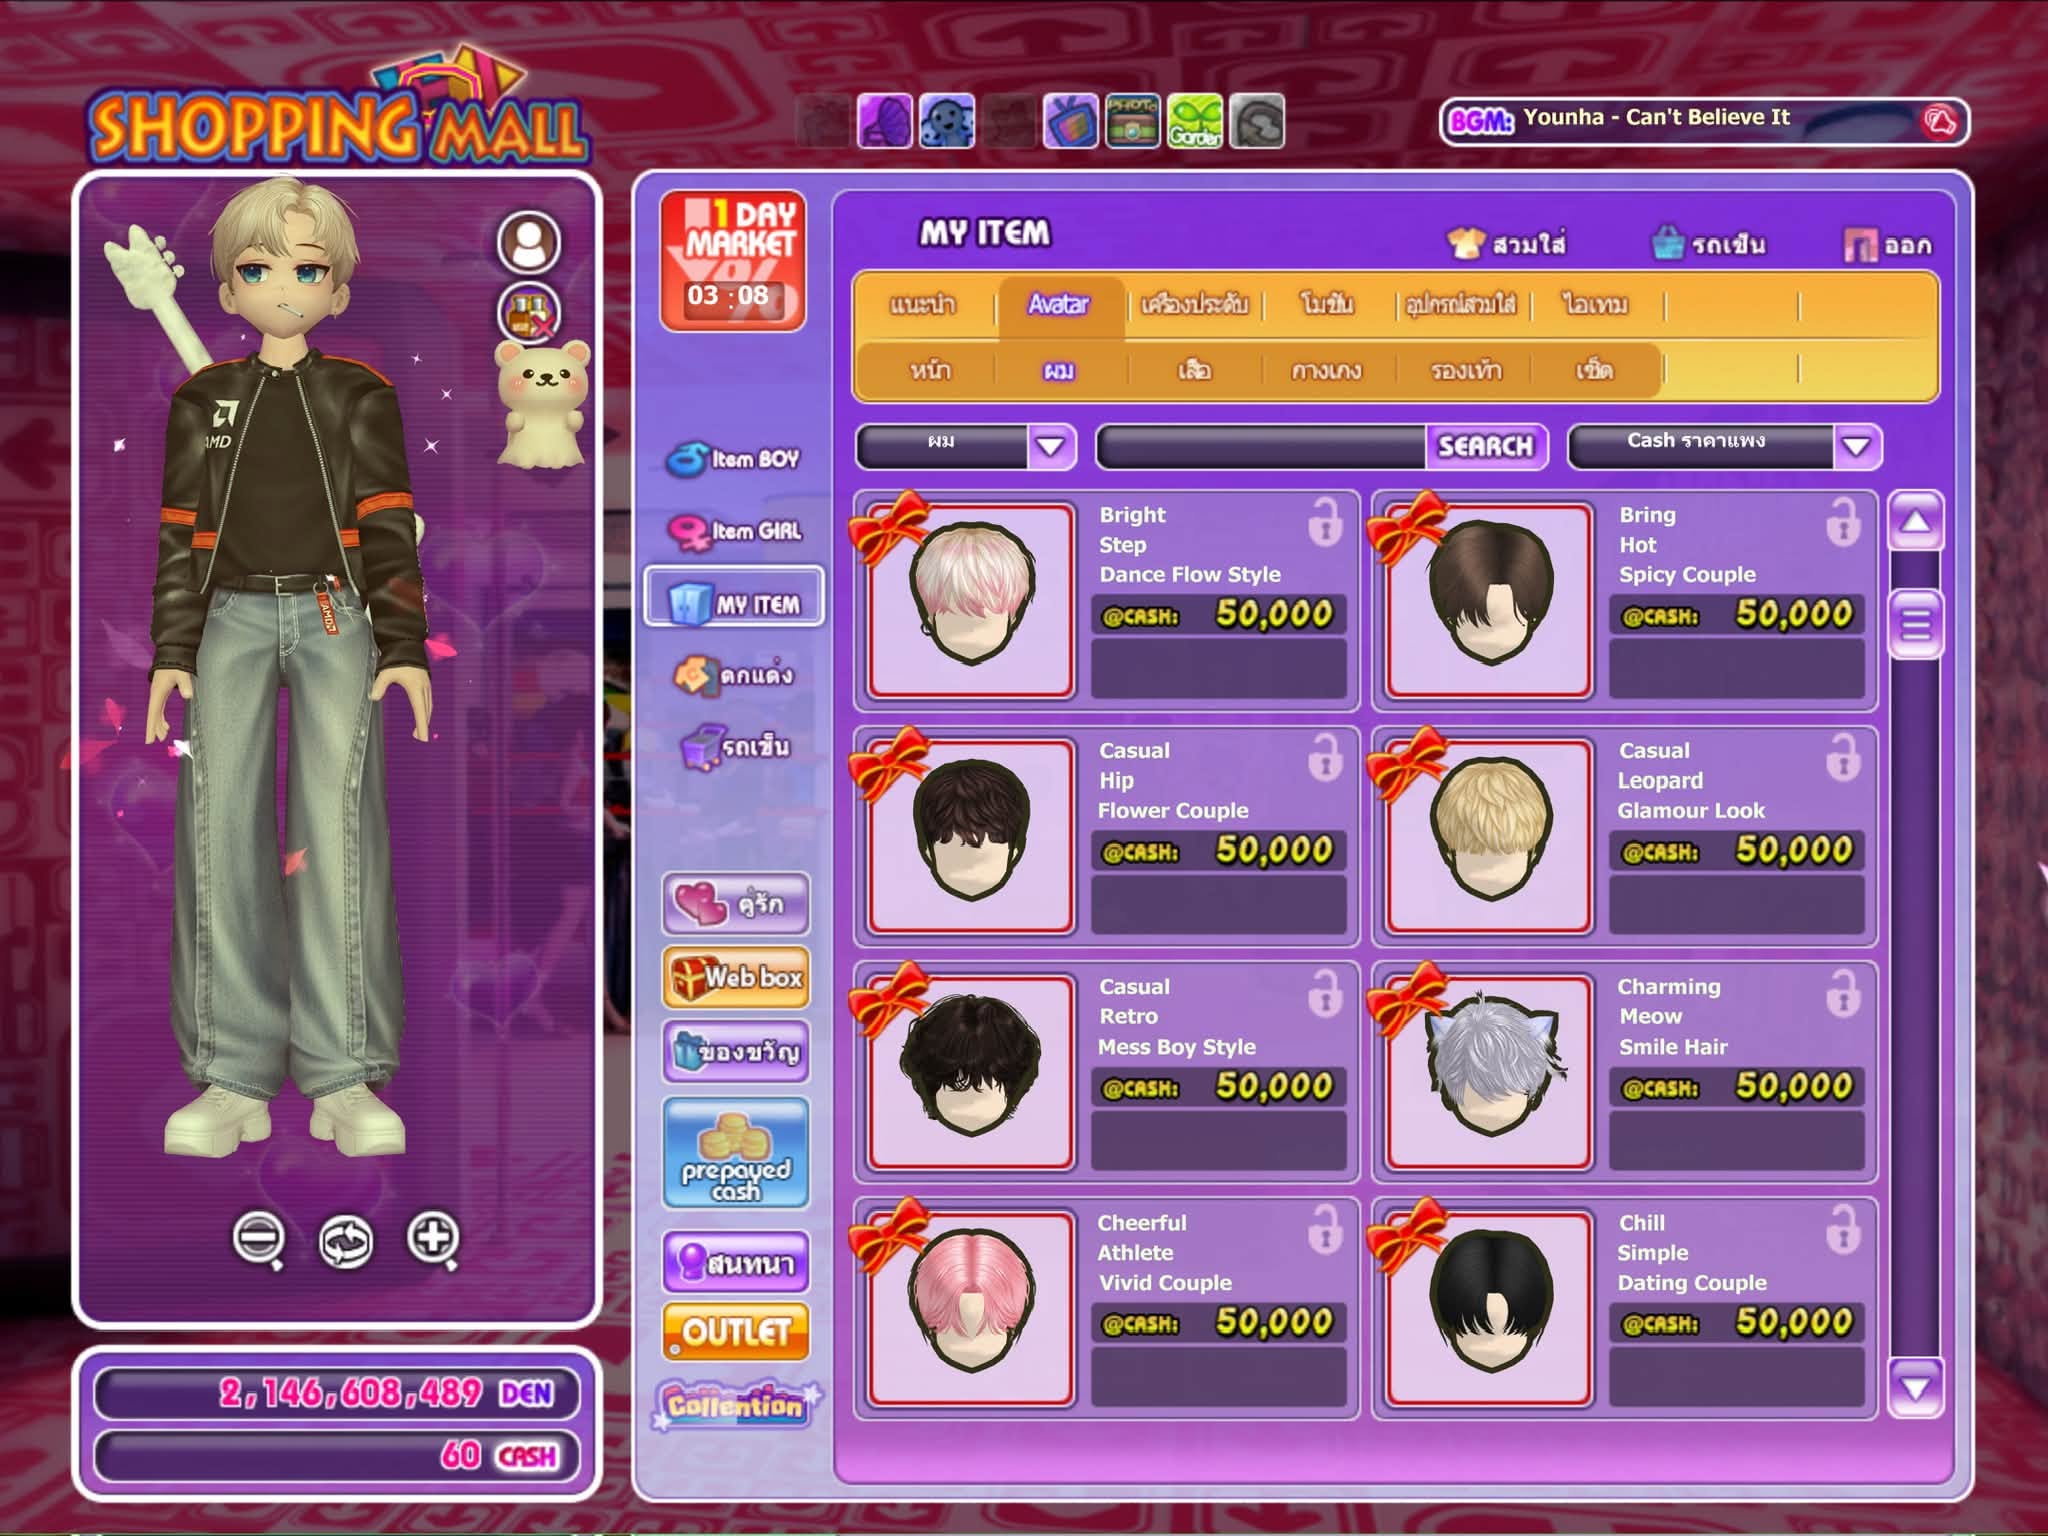 SHOPPING MALL
PHOTO
Garden
BGM: Younha - Can't Believe It
AMD
AMD
2,146,608,489 DEN
60 CASH
1 DAY
MARKET
03 : 08
Item BOY
Item GIRL
MY ITEM
ตกแต่ง
รถเข็น
คู่รัก
Web box
ของขวัญ
prepayed
cash
สนทนา
OUTLET
Collention
MY ITEM
สวมใส่
รถเข็น
ออก
แนะนำ
Avatar
เครื่องประดับ
โมชั่น
อุปกรณ์สวมใส่
ไอเทม
หน้า
ผม
เสื้อ
กางเกง
รองเท้า
เซ็ต
ผม
SEARCH
Cash ราคาแพง
Bright
Step
Dance Flow Style
@CASH: 50,000
Bring
Hot
Spicy Couple
@CASH: 50,000
Casual
Hip
Flower Couple
@CASH: 50,000
Casual
Leopard
Glamour Look
@CASH: 50,000
Casual
Retro
Mess Boy Style
@CASH: 50,000
Charming
Meow
Smile Hair
@CASH: 50,000
Cheerful
Athlete
Vivid Couple
@CASH: 50,000
Chill
Simple
Dating Couple
@CASH: 50,000